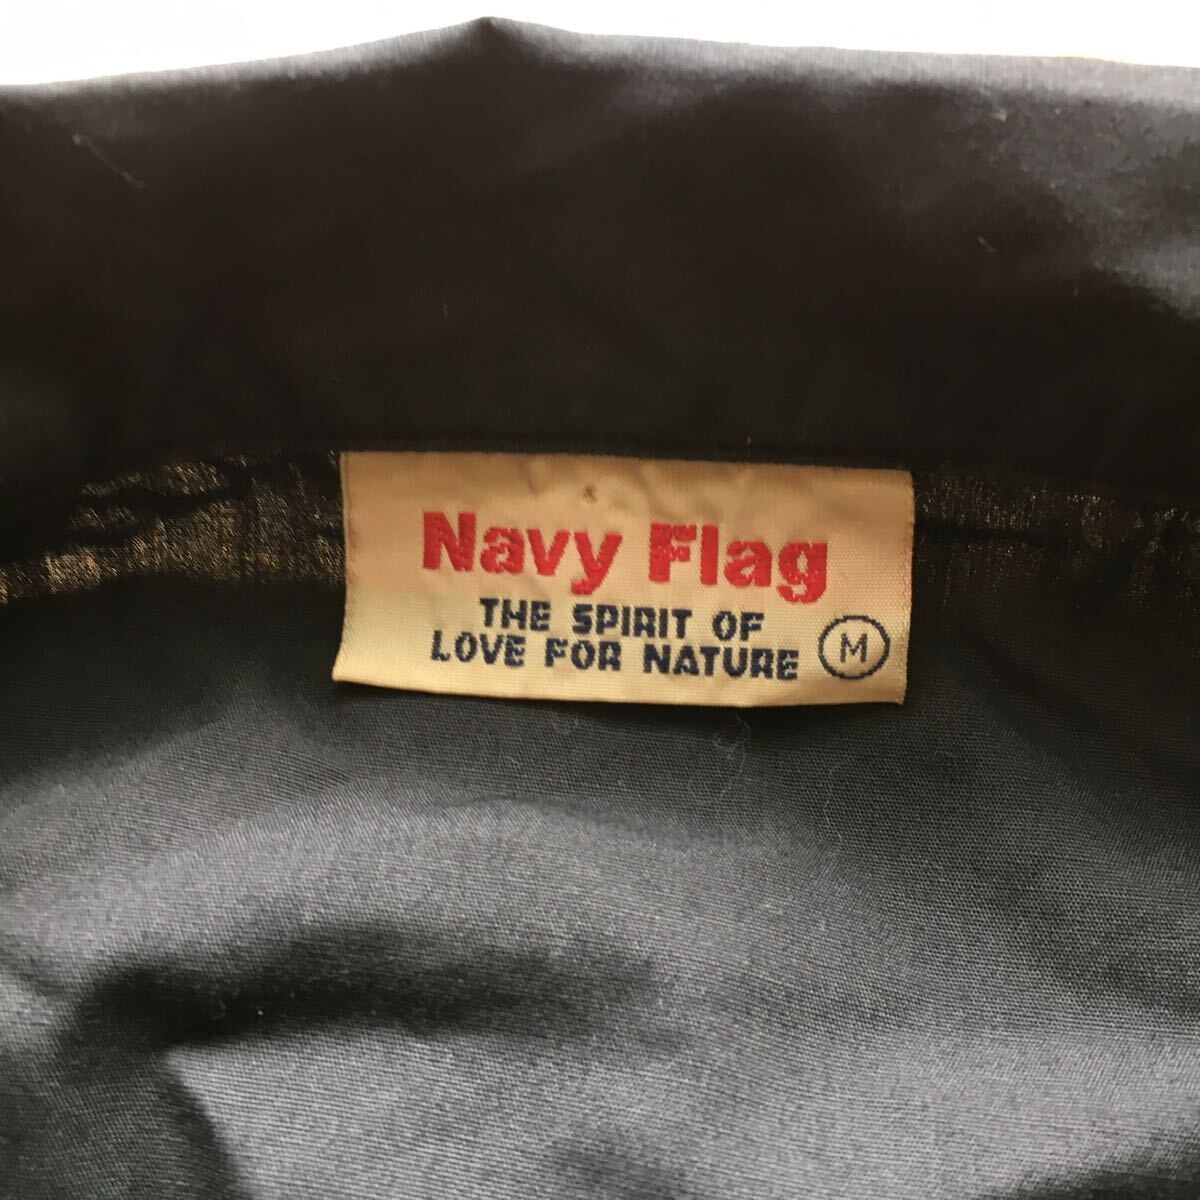 Navy Flag
THE SPIRIT OF
LOVE FOR NATURE
M